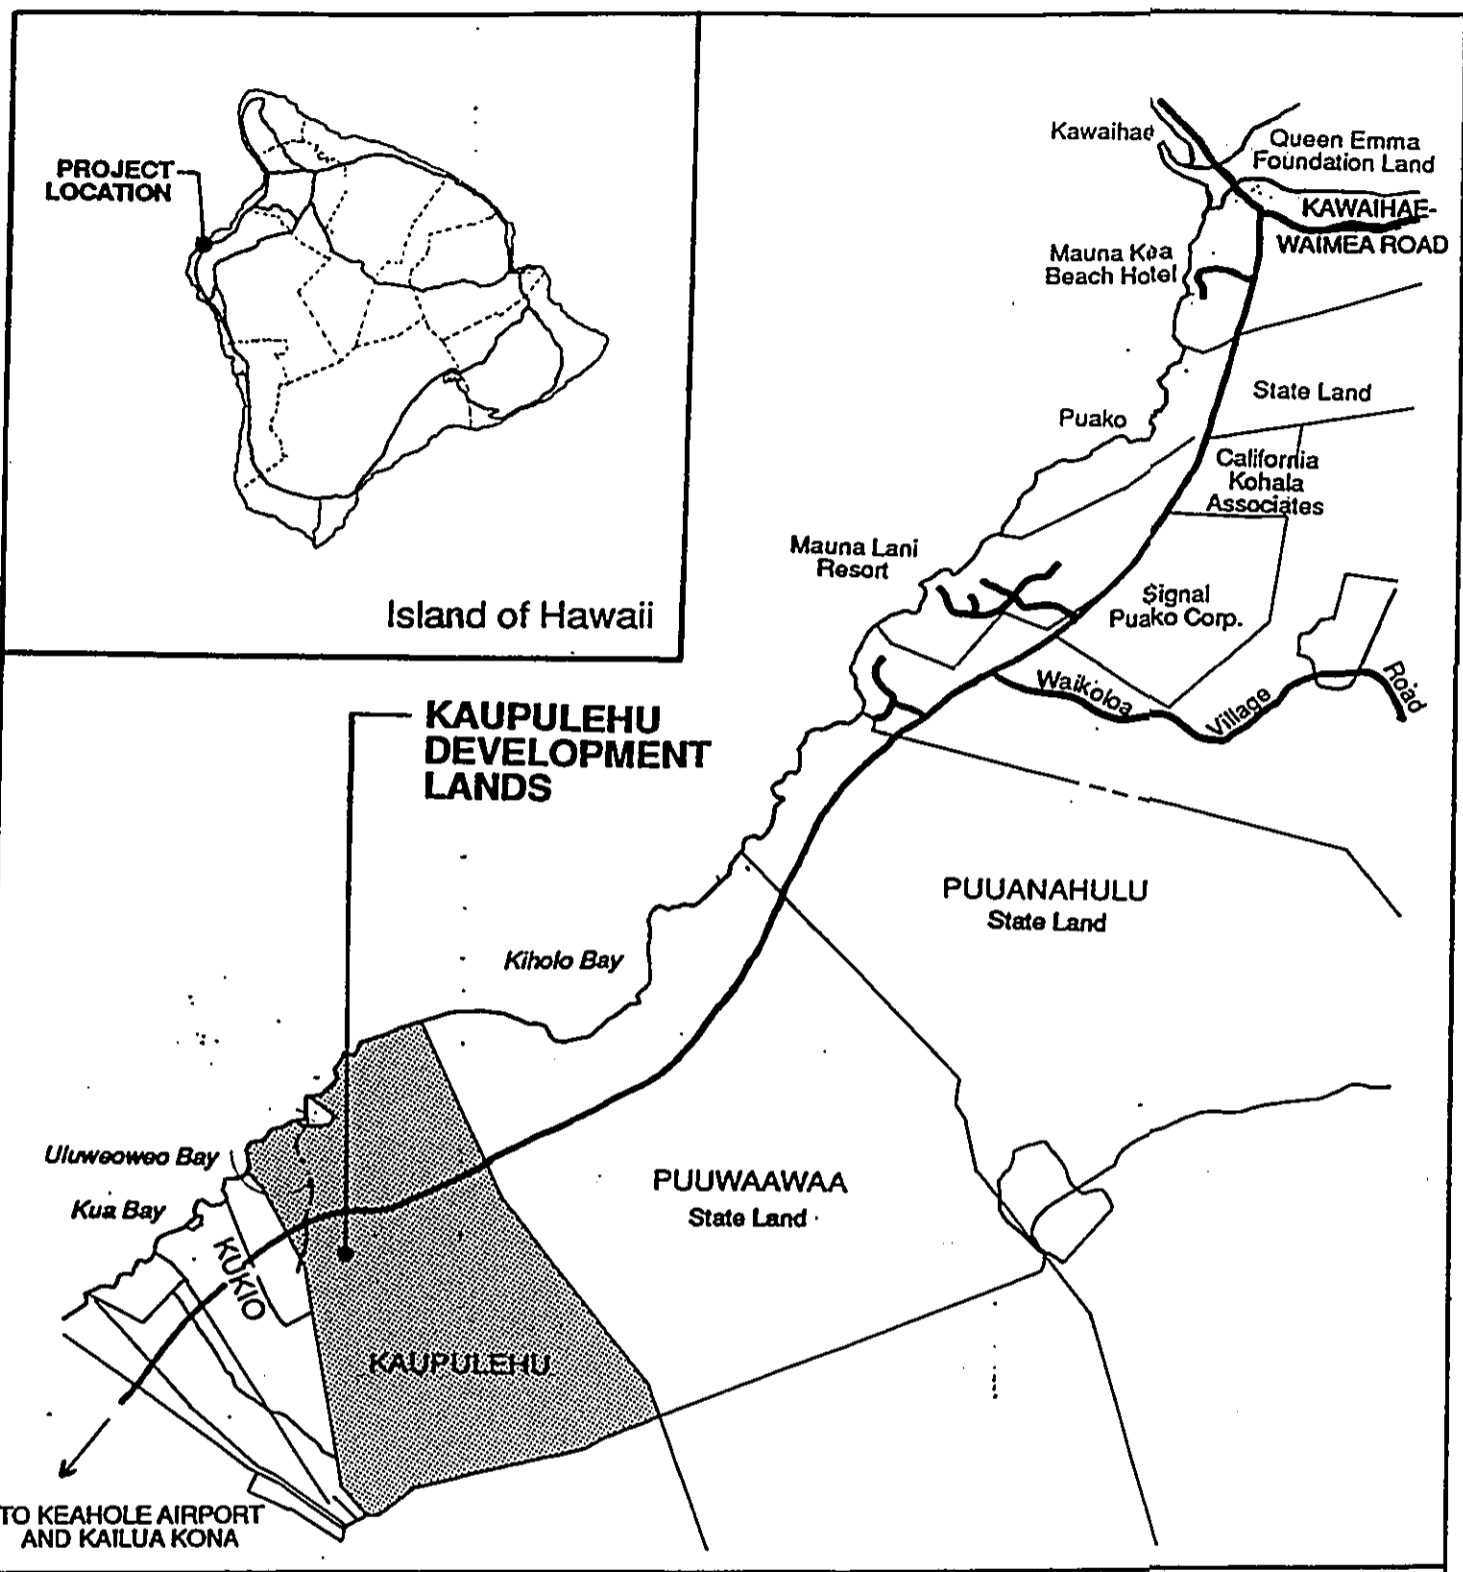 PROJECT
LOCATION
Island of Hawaii
Kawaihae
Queen Emma
Foundation Land
KAWAIHAE-
WAIMEA ROAD
Mauna Kea
Beach Hotel
State Land
Puako
California
Kohala
Associates
Mauna Lani
Resort
Signal
Puako Corp.
Waikoloa
Village
Road
KAUPULEHU
DEVELOPMENT
LANDS
PUUANAHULU
State Land
Kiholo Bay
Uluweoweo Bay
Kua Bay
PUUWAAWAA
State Land
KUKIO
KAUPULEHU
TO KEAHOLE AIRPORT
AND KAILUA KONA